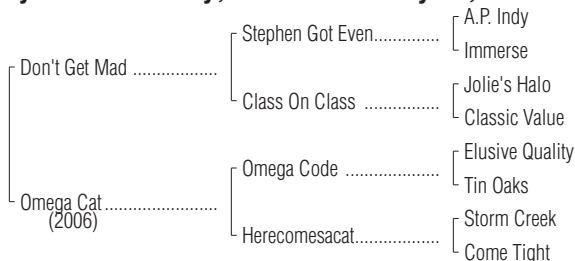 A.P. Indy
Stephen Got Even..............
Immerse
Don't Get Mad ..................
Jolie's Halo
Class On Class ................
Classic Value
Elusive Quality
Omega Code ....................
Tin Oaks
Omega Cat........................
(2006)
Storm Creek
Herecomesacat..................
Come Tight